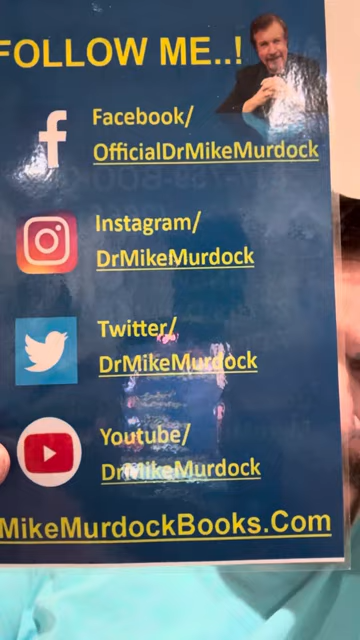 FOLLOW ME..!
Facebook/
OfficialDrMikeMurdock
Instagram/
DrMikeMurdock
Twitter/
DrMikeMurdock
Youtube/
DrMikeMurdock
MikeMurdockBooks.Com